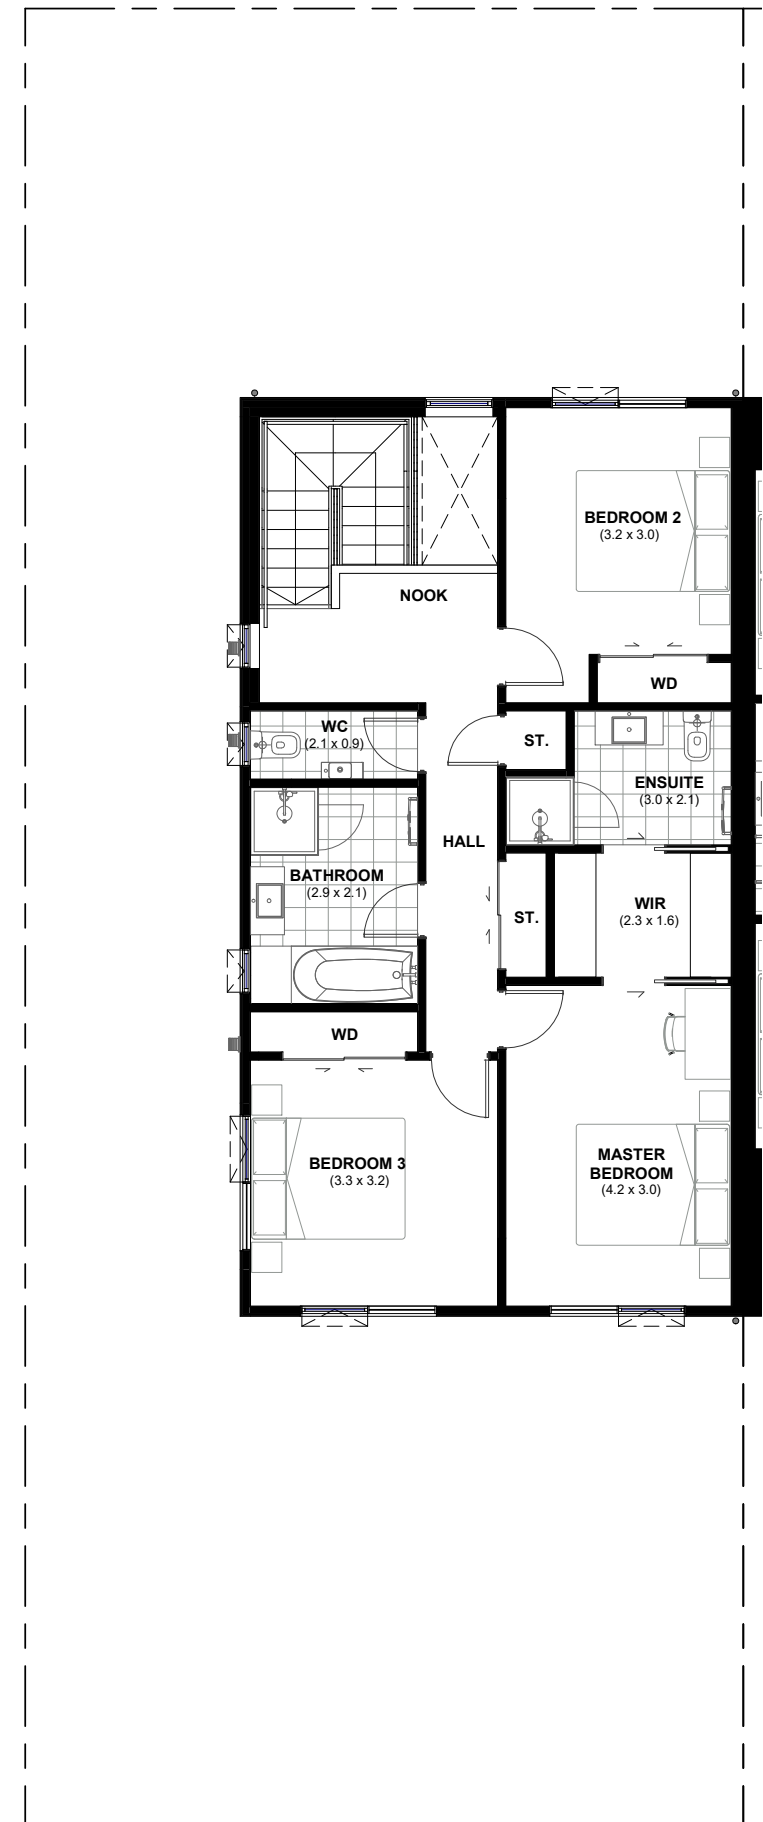 BEDROOM 2
(3.2 x 3.0)
NOOK
WD
WC
(2.1 x 0.9)
ST.
ENSUITE
(3.0 x 2.1)
HALL
BATHROOM
(2.9 x 2.1)
WIR
(2.3 x 1.6)
ST.
WD
BEDROOM 3
(3.3 x 3.2)
MASTER
BEDROOM
(4.2 x 3.0)